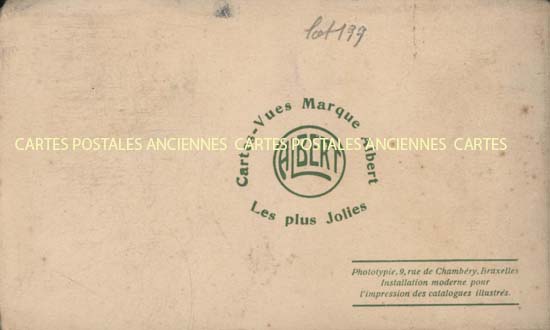 lot 199
Cartes-Vues Marque Albert
CARTES POSTALES ANCIENNES CARTES POSTALES ANCIENNES CARTES
ALBERT
Les plus Jolies
Phototypie, 9, rue de Chambéry, Bruxelles
Installation moderne pour
l'impression des catalogues illustrés.